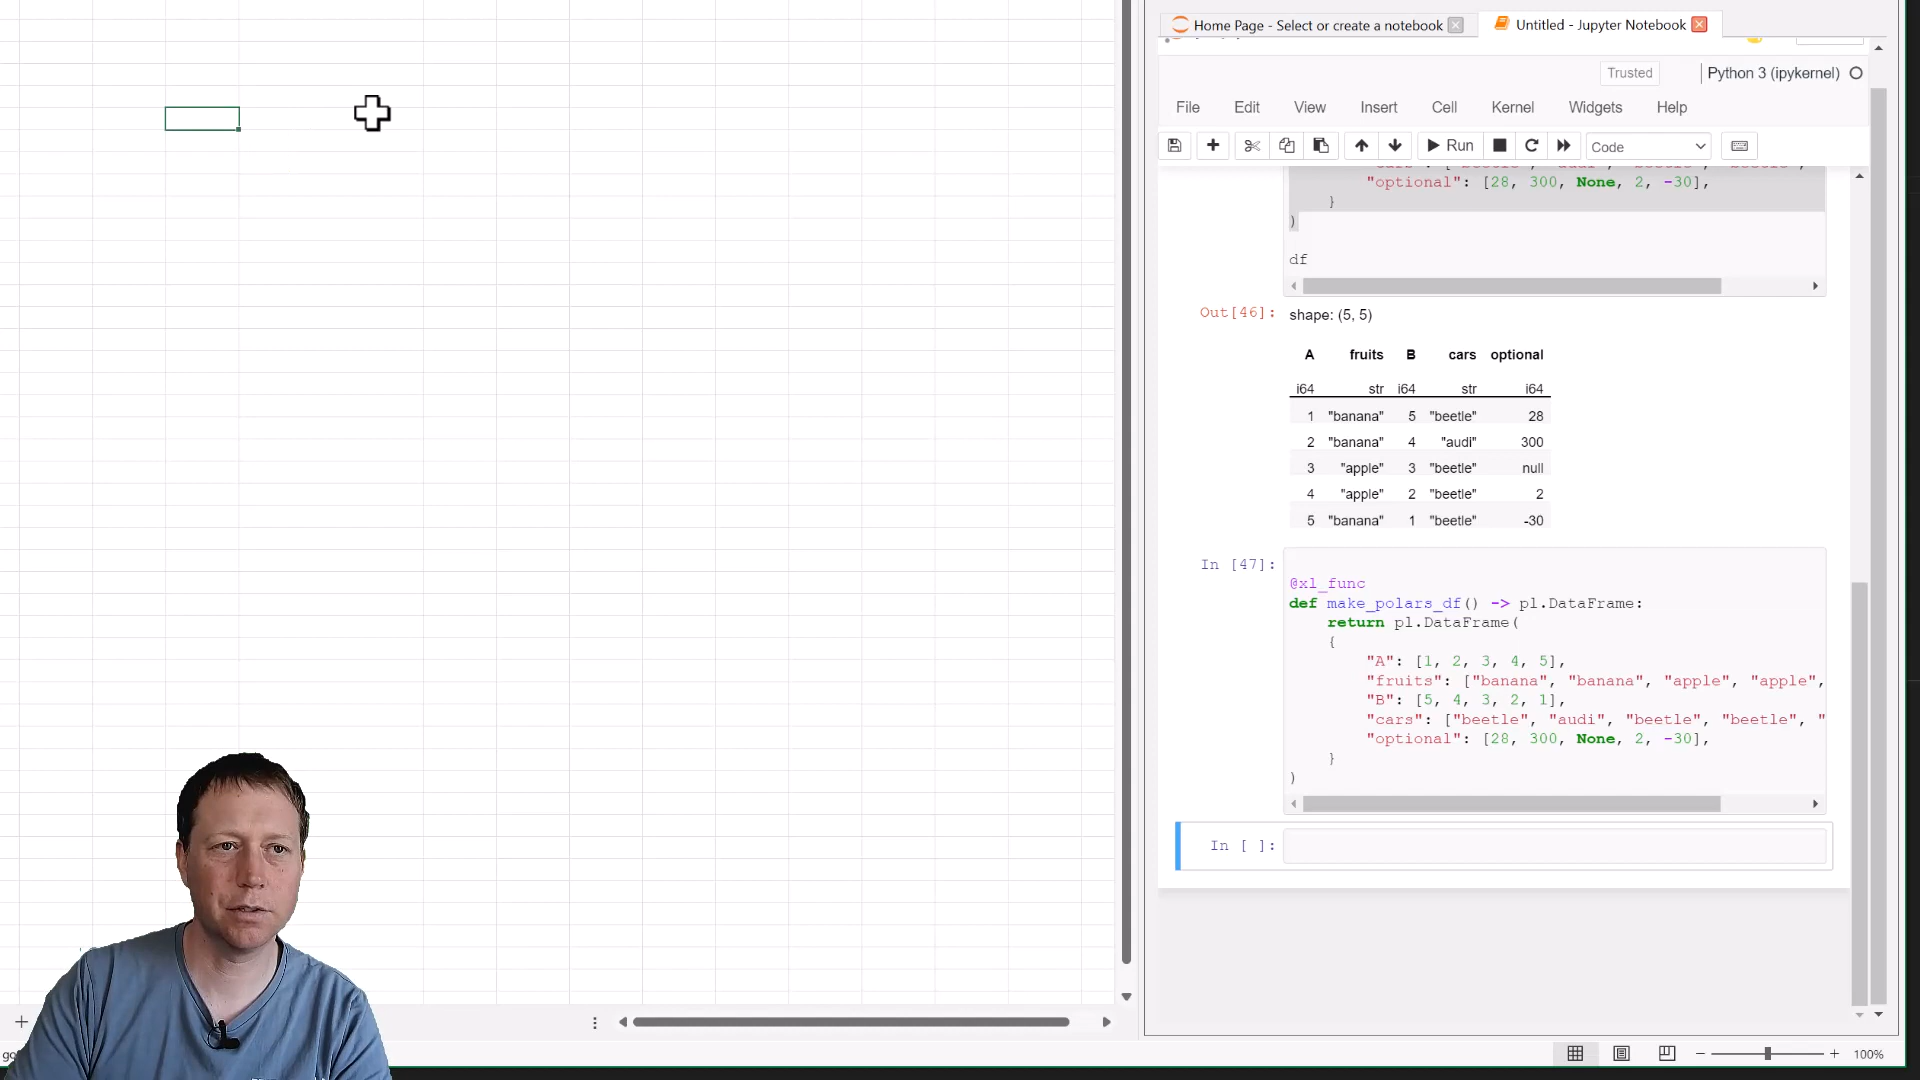 Home Page - Select or create a notebook
Untitled - Jupyter Notebook
Trusted
Python 3 (ipykernel)
File Edit View Insert Cell Kernel Widgets Help
Run
Code
"optional": [28, 300, None, 2, -30],
}
)
df
Out[46]: shape: (5, 5)
A fruits B cars optional
i64 str i64 str i64
1 "banana" 5 "beetle" 28
2 "banana" 4 "audi" 300
3 "apple" 3 "beetle" null
4 "apple" 2 "beetle" 2
5 "banana" 1 "beetle" -30
In [47]:
@xl_func
def make_polars_df() -> pl.DataFrame:
return pl.DataFrame(
{
"A": [1, 2, 3, 4, 5],
"fruits": ["banana", "banana", "apple", "apple",
"B": [5, 4, 3, 2, 1],
"cars": ["beetle", "audi", "beetle", "beetle", "
"optional": [28, 300, None, 2, -30],
}
)
In [ ]:
100%